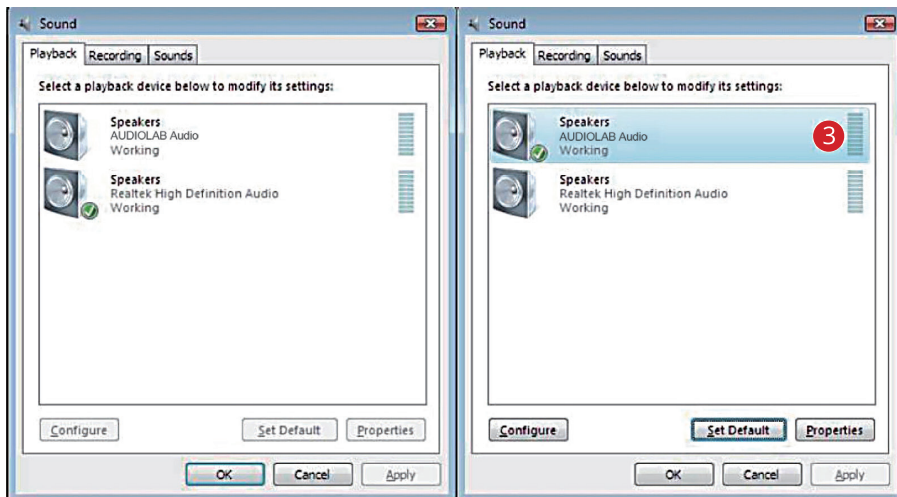 Sound
Playback Recording Sounds
Select a playback device below to modify its settings:
Speakers
AUDIOLAB Audio
Working
Speakers
Realtek High Definition Audio
Working
Configure Set Default Properties
OK Cancel Apply
Sound
Playback Recording Sounds
Select a playback device below to modify its settings:
Speakers
AUDIOLAB Audio
Working
3
Speakers
Realtek High Definition Audio
Working
Configure Set Default Properties
OK Cancel Apply